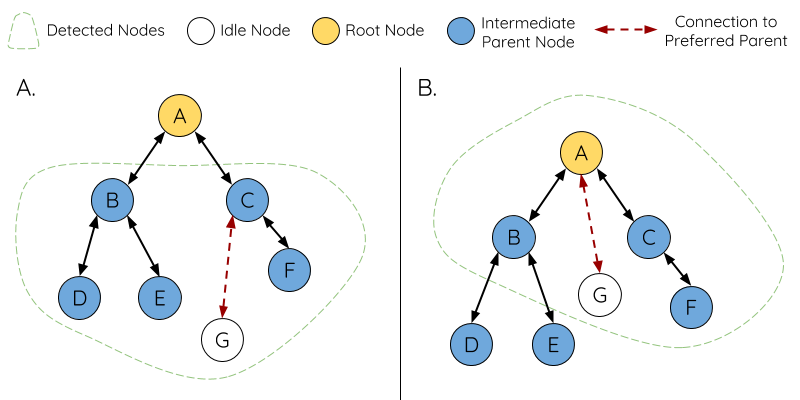 Detected Nodes
Idle Node
Root Node
Intermediate
Parent Node
Connection to
Preferred Parent
A.
A
B
C
D
E
F
G
B.
A
B
C
G
F
D
E